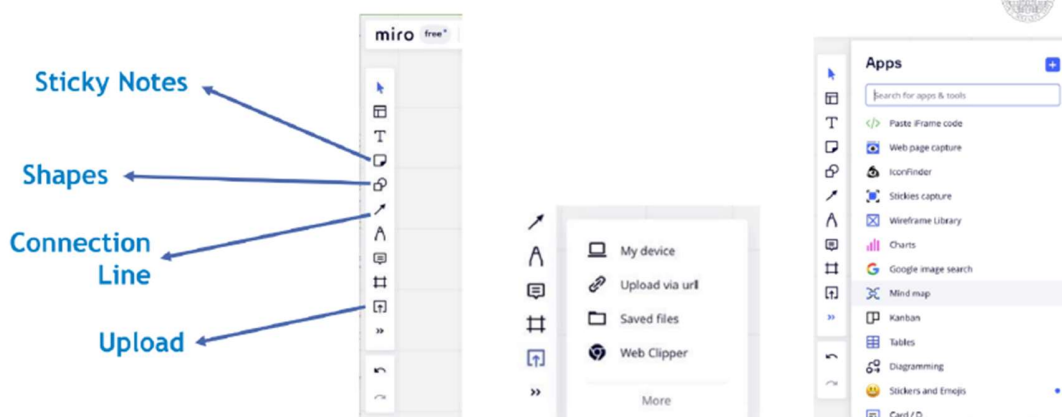 miro free*
Sticky Notes
Shapes
Connection
Line
Upload
My device
Upload via url
Saved files
Web Clipper
More
Apps
Search for apps & tools
Paste iFrame code
Web page capture
IconFinder
Stickies capture
Wireframe Library
Charts
Google image search
Mind map
Kanban
Tables
Diagramming
Stickers and Emojis